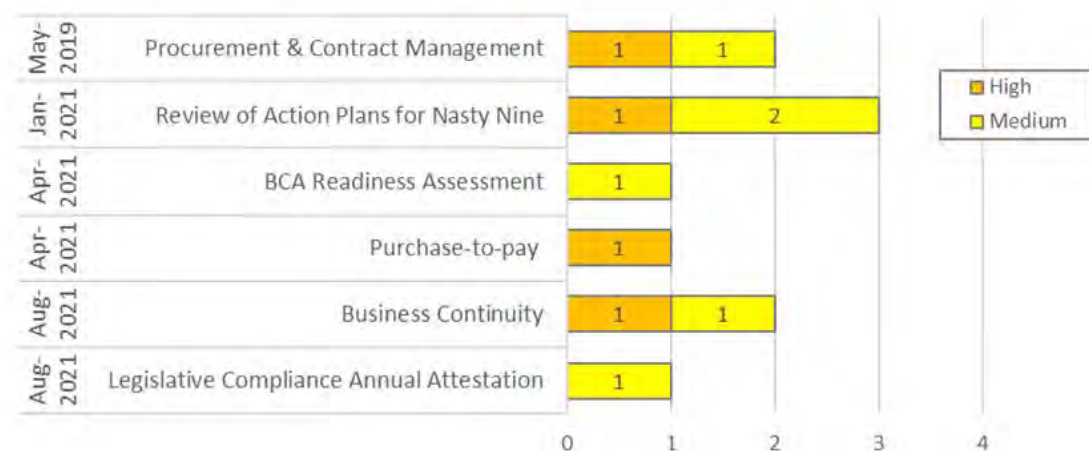 May-
2019
Procurement & Contract Management
1
1
High
Medium
Jan-
2021
Review of Action Plans for Nasty Nine
1
2
Apr-
2021
BCA Readiness Assessment
1
Apr-
2021
Purchase-to-pay
1
Aug-
2021
Business Continuity
1
1
Aug-
2021
Legislative Compliance Annual Attestation
1
0 1 2 3 4